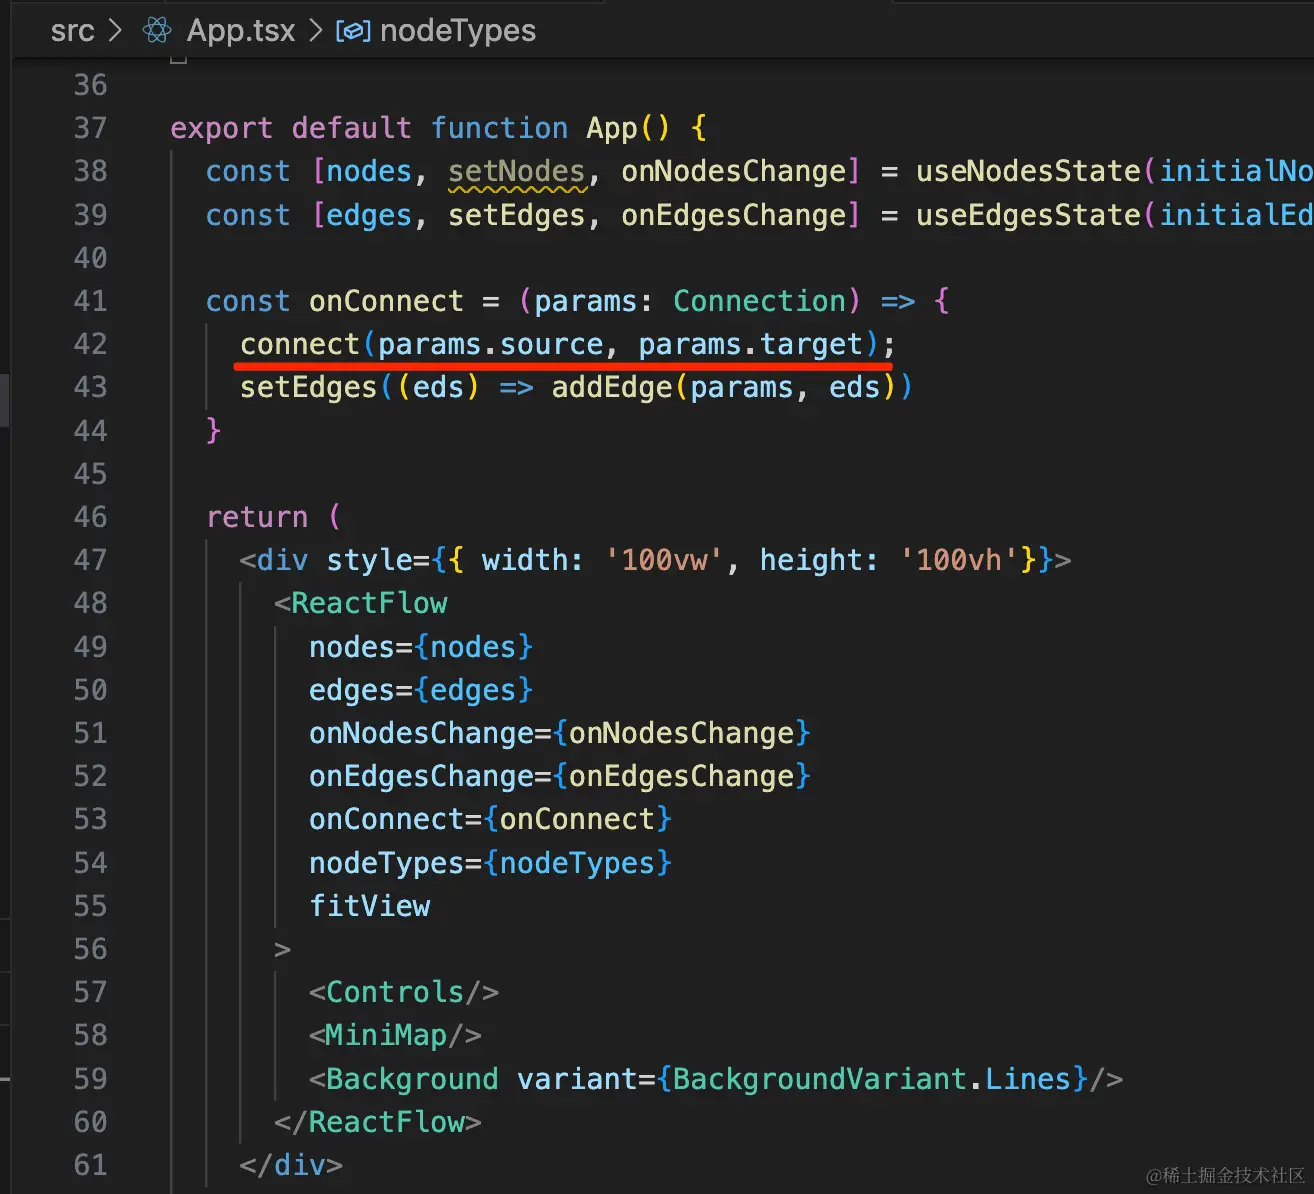 src > App.tsx > nodeTypes
36
37 export default function App() {
38 const [nodes, setNodes, onNodesChange] = useNodesState(initialNo
39 const [edges, setEdges, onEdgesChange] = useEdgesState(initialEd
40
41 const onConnect = (params: Connection) => {
42 connect(params.source, params.target);
43 setEdges((eds) => addEdge(params, eds))
44 }
45
46 return (
47 <div style={{ width: '100vw', height: '100vh'}}>
48 <ReactFlow
49 nodes={nodes}
50 edges={edges}
51 onNodesChange={onNodesChange}
52 onEdgesChange={onEdgesChange}
53 onConnect={onConnect}
54 nodeTypes={nodeTypes}
55 fitView
56 >
57 <Controls/>
58 <MiniMap/>
59 <Background variant={BackgroundVariant.Lines}/>
60 </ReactFlow>
61 </div>
@稀土掘金技术社区